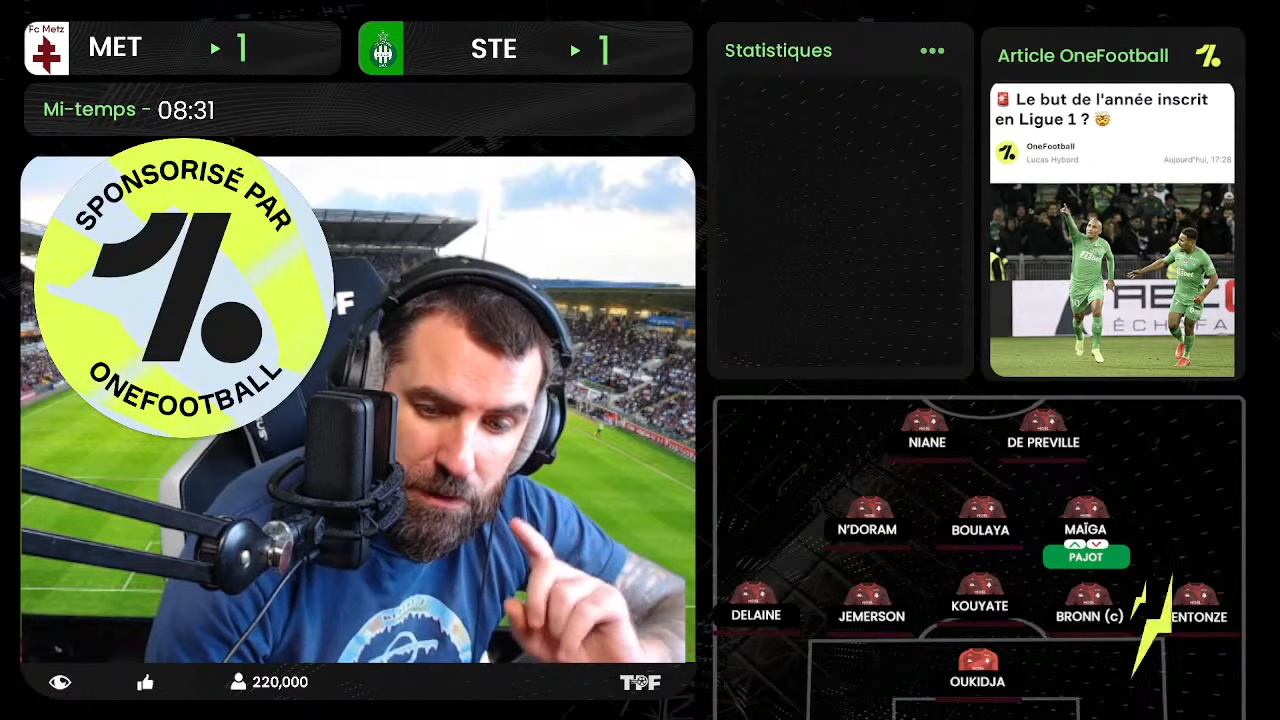 Fc Metz
MET
1
STE
1
Mi-temps - 08:31
SPONSORISÉ PAR
ONEFOOTBALL
220,000
TPF
Statistiques
Article OneFootball
🚨 Le but de l'année inscrit
en Ligue 1 ? 🤯
OneFootball
Lucas Hybord
Aujourd'hui, 17:28
NIANE
DE PREVILLE
N'DORAM
BOULAYA
MAÏGA
PAJOT
DELAINE
JEMERSON
KOUYATE
BRONN (c)
ENTONZE
OUKIDJA